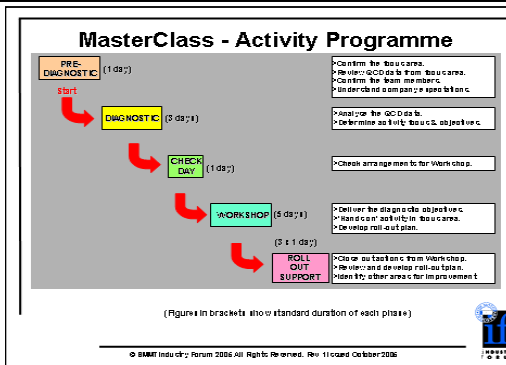 MasterClass - Activity Programme
PRE-
DIAGNOSTIC
(1 day)
>Confirm the focus area.
>Review QCD data from focus area.
>Confirm the team members.
>Understand company expectations.
Start
DIAGNOSTIC
(3 days)
>Analyse the QCD data.
>Determine activity focus & objectives.
CHECK
DAY
(1 day)
>Check arrangements for Workshop.
WORKSHOP
(5 days)
>Deliver the diagnostic objectives.
>'Hands on' activity in focus area.
>Develop roll-out plan.
(3 x 1 day)
ROLL
OUT
SUPPORT
>Close out actions from Workshop.
>Review and develop roll-out plan.
>Identify other areas for improvement
(Figures in brackets show standard duration of each phase)
if
INDUST
FORU
© SMMT Industry Forum 2006 All Rights Reserved. Rev 1 Issued October 2006